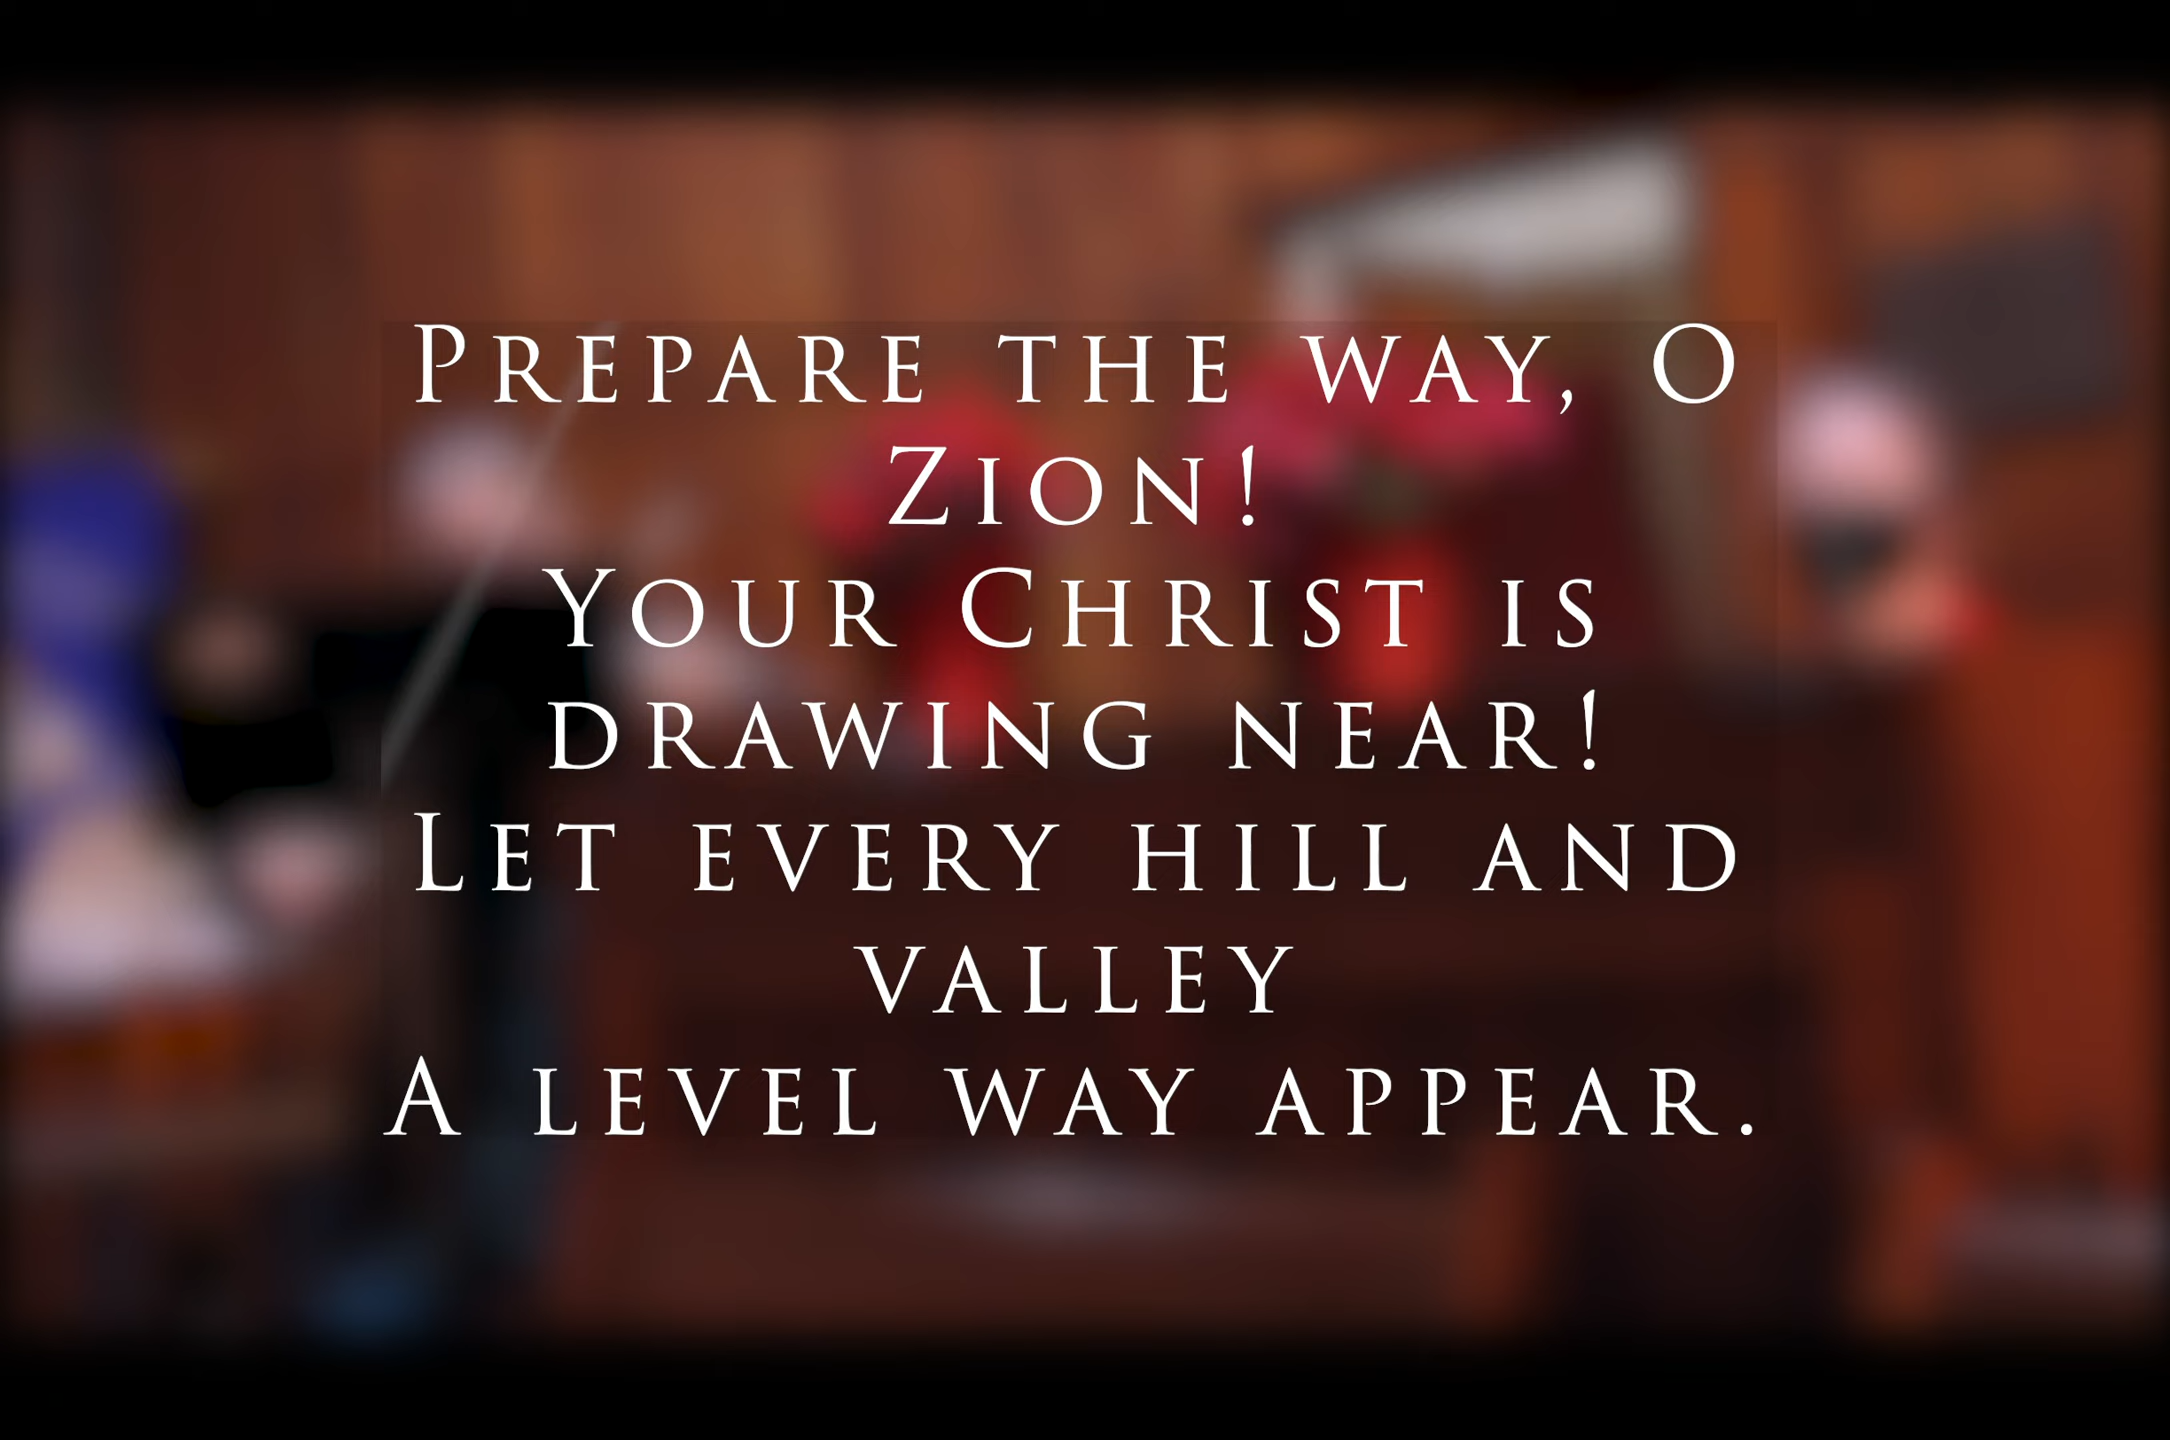 Prepare the way, O
Zion!
Your Christ is
drawing near!
Let every hill and
valley
A level way appear.